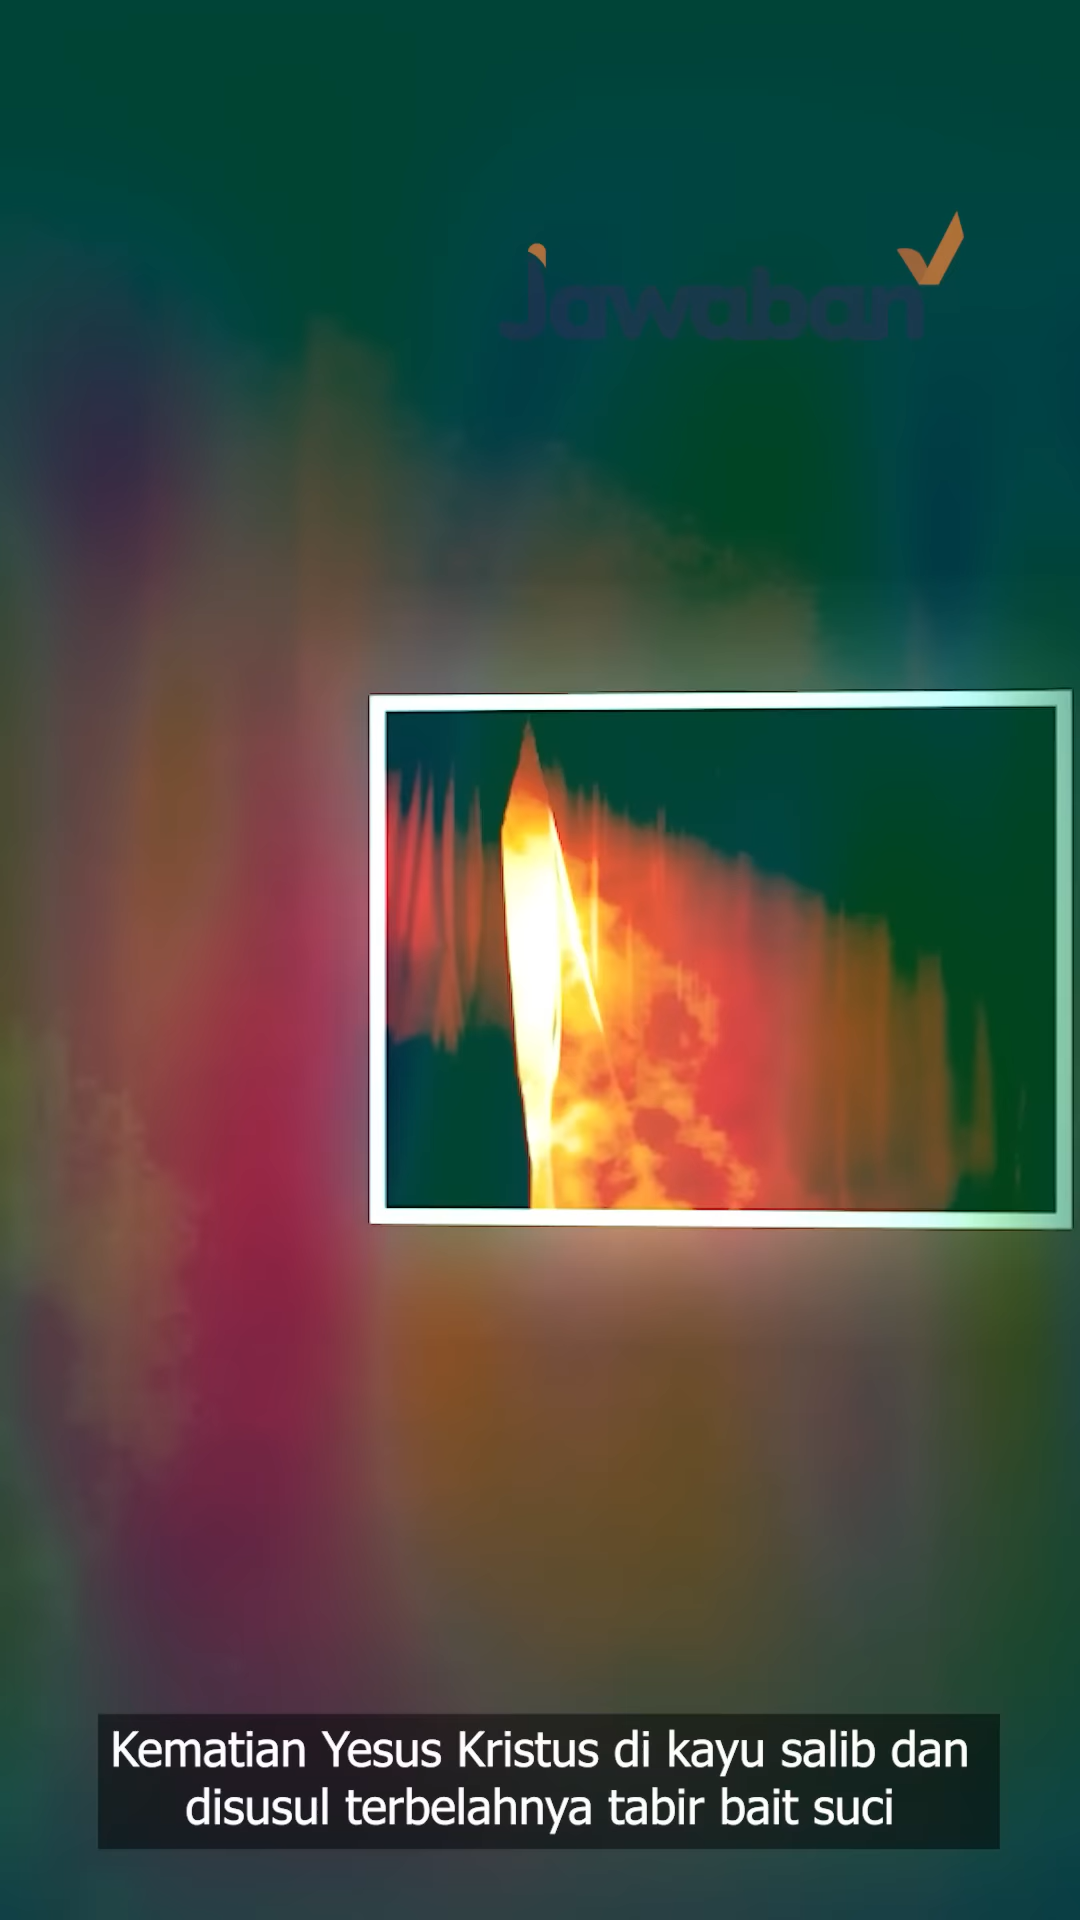 Jawaban
Kematian Yesus Kristus di kayu salib dan
disusul terbelahnya tabir bait suci